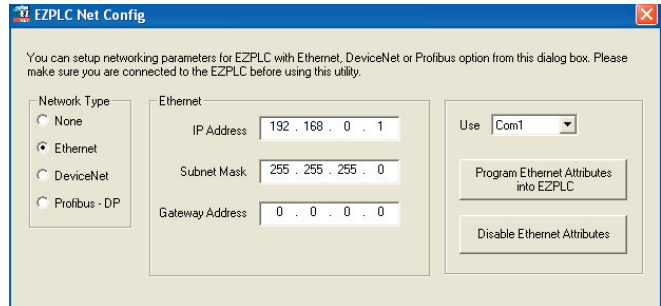 EZPLC Net Config
You can setup networking parameters for EZPLC with Ethernet, DeviceNet or Profibus option from this dialog box. Please
make sure you are connected to the EZPLC before using this utility.
Network Type
None
Ethernet
DeviceNet
Profibus - DP
Ethernet
IP Address 192 . 168 . 0 . 1
Subnet Mask 255 . 255 . 255 . 0
Gateway Address 0 . 0 . 0 . 0
Use Com1
Program Ethernet Attributes
into EZPLC
Disable Ethernet Attributes